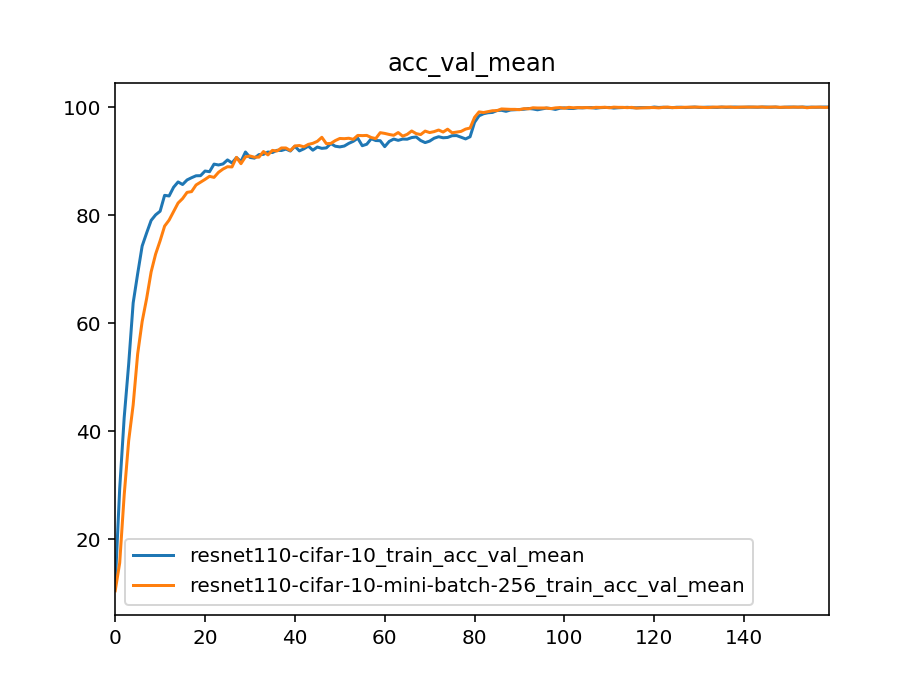 acc_val_mean
100
80
60
40
20
resnet110-cifar-10_train_acc_val_mean
resnet110-cifar-10-mini-batch-256_train_acc_val_mean
0 20 40 60 80 100 120 140